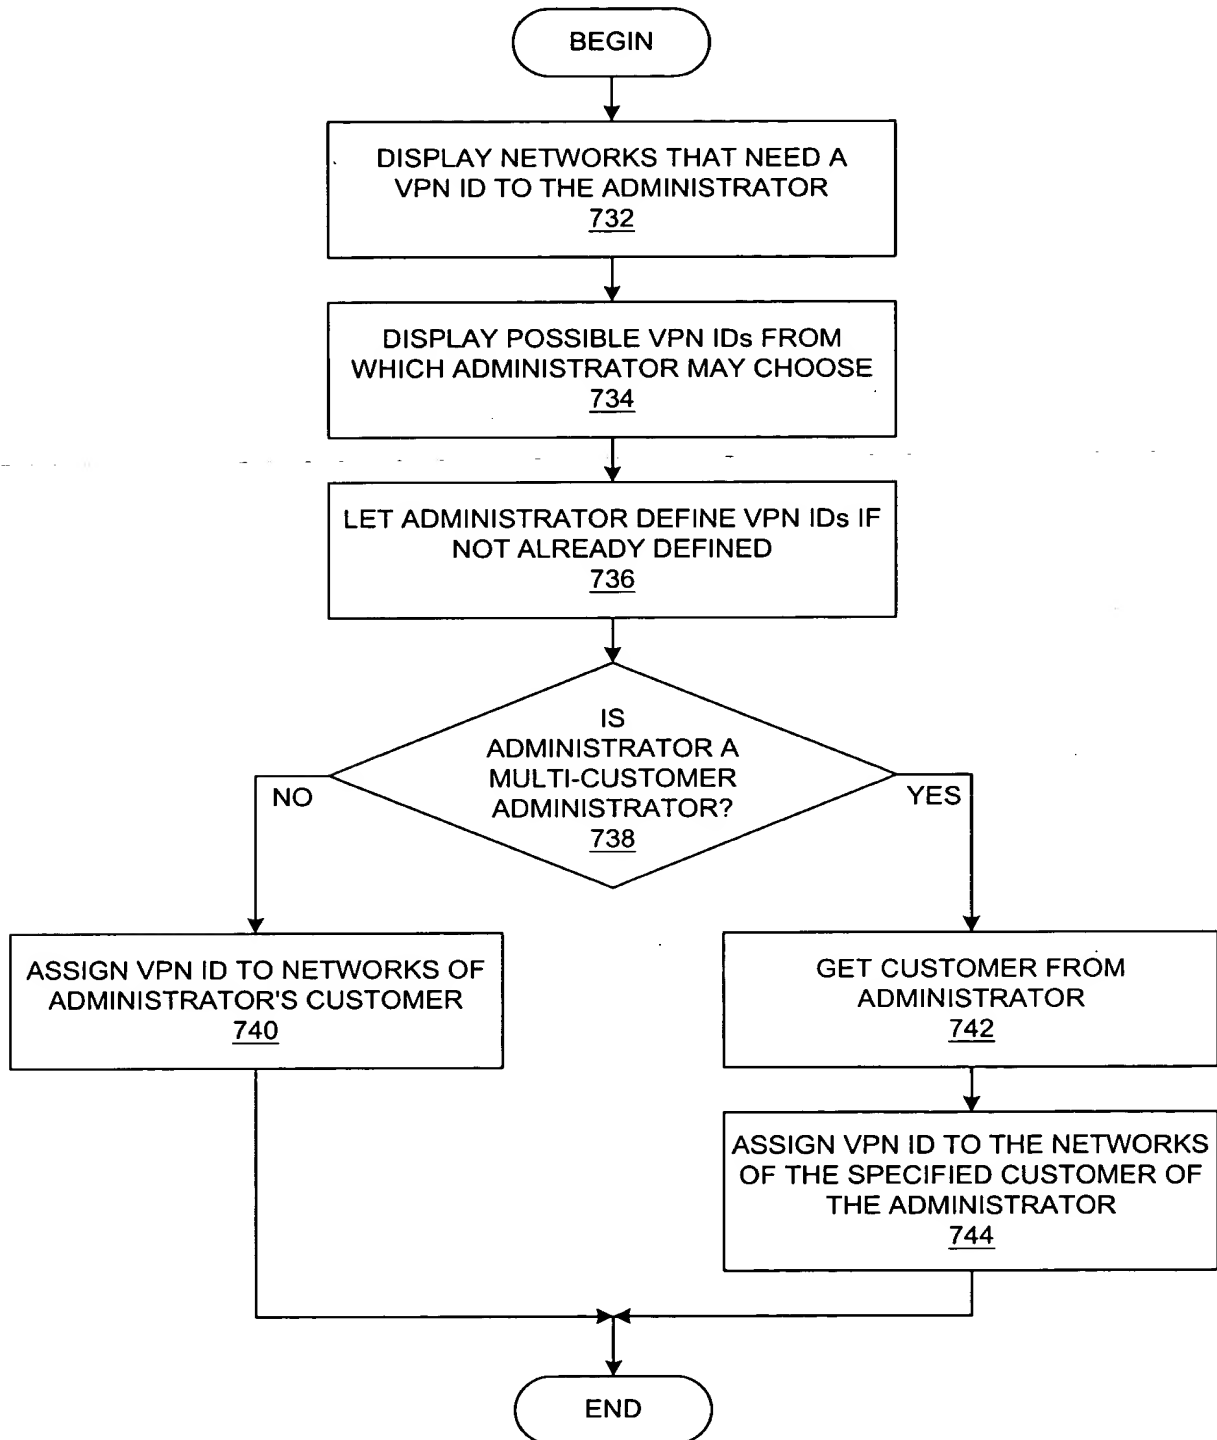 BEGIN
DISPLAY NETWORKS THAT NEED A
VPN ID TO THE ADMINISTRATOR
732
DISPLAY POSSIBLE VPN IDs FROM
WHICH ADMINISTRATOR MAY CHOOSE
734
LET ADMINISTRATOR DEFINE VPN IDs IF
NOT ALREADY DEFINED
736
IS
ADMINISTRATOR A
MULTI-CUSTOMER
ADMINISTRATOR?
738
NO
YES
ASSIGN VPN ID TO NETWORKS OF
ADMINISTRATOR'S CUSTOMER
740
GET CUSTOMER FROM
ADMINISTRATOR
742
ASSIGN VPN ID TO THE NETWORKS
OF THE SPECIFIED CUSTOMER OF
THE ADMINISTRATOR
744
END